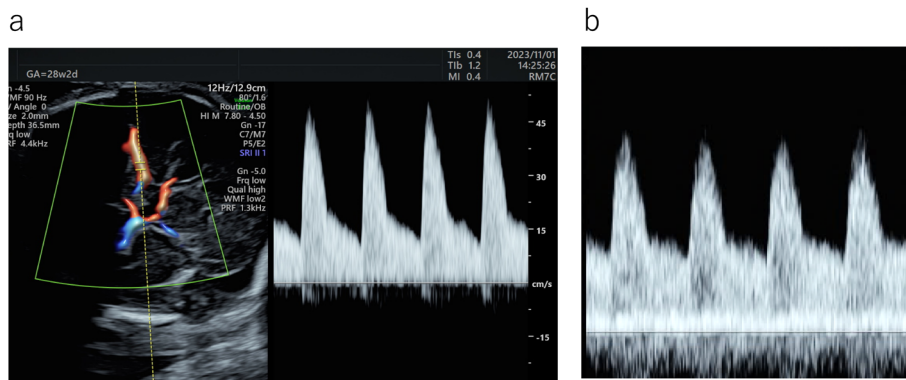 a
b
TIs 0.4
2023/11/01
TIb 1.2
14:25:26
MI 0.4
RM7C
GA=28w2d
n -4.5
MF 90 Hz
Angle 0
ze 2.0mm
epth 36.5mm
rq low
RF 4.4kHz
12Hz/12.9cm
80°/1.6
Routine/OB
HI M 7.80 - 4.50
Gn -17
C7/M7
P5/E2
SRI II 1
Gn -5.0
Frq low
Qual high
WMF low2
PRF 1.3kHz
45
30
15
cm/s
-15